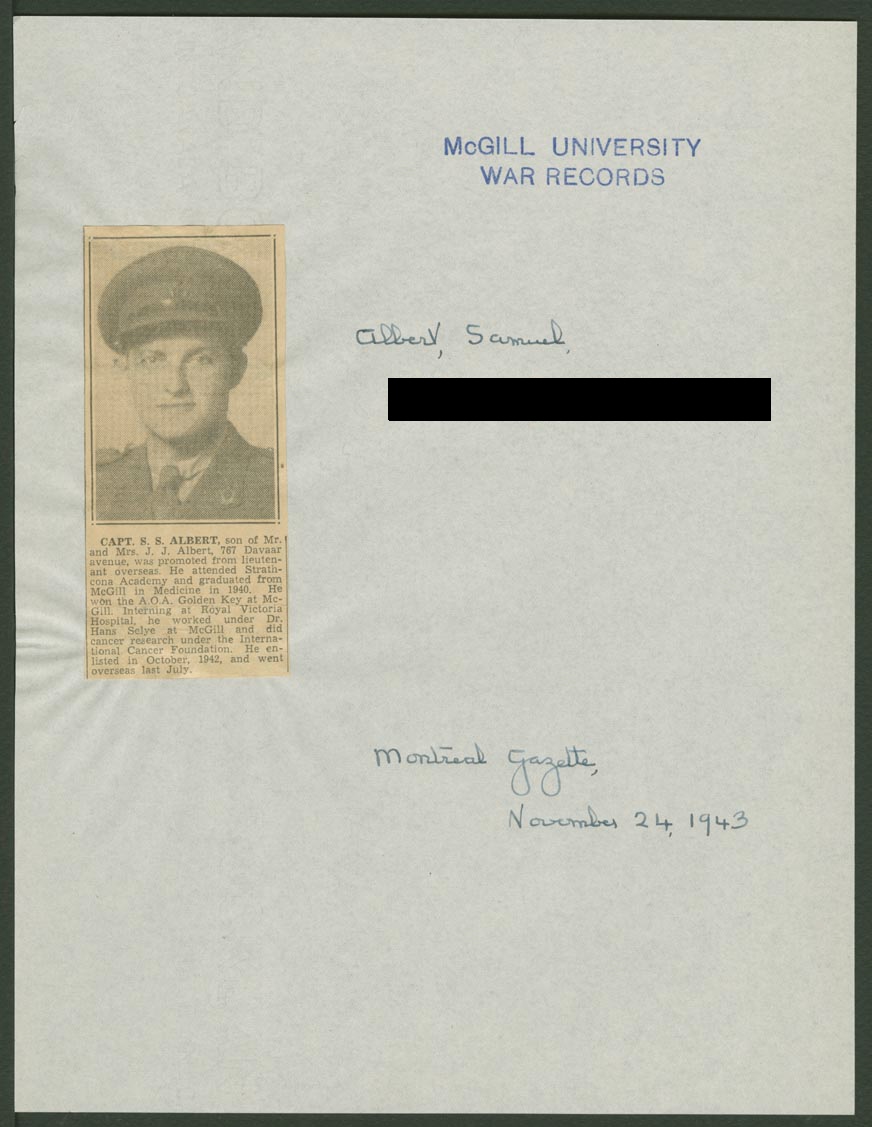 McGILL UNIVERSITY
WAR RECORDS
Albert, Samuel,
CAPT. S. S. ALBERT, son of Mr.
and Mrs. J. J. Albert, 767 Davaar
avenue, was promoted from lieuten-
ant overseas. He attended Strath-
cona Academy and graduated from
McGill in Medicine in 1940. He
won the A.O.A. Golden Key at Mc-
Gill. Interning at Royal Victoria
Hospital, he worked under Dr.
Hans Selye at McGill and did
cancer research under the Interna-
tional Cancer Foundation. He en-
listed in October, 1942, and went
overseas last July.
Montreal Gazette,
November 24, 1943